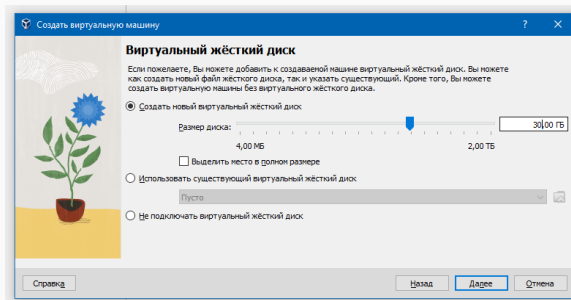 Создать виртуальную машину
Виртуальный жёсткий диск
Если пожелаете, Вы можете добавить к создаваемой машине виртуальный жёсткий диск. Вы можете
как создать новый файл жёсткого диска, так и указать существующий. Кроме того, Вы можете
создать виртуальную машины без виртуального жёсткого диска.
Создать новый виртуальный жёсткий диск
Размер диска:
30,00 ГБ
4,00 МБ
2,00 ТБ
Выделить место в полном размере
Использовать существующий виртуальный жёсткий диск
Пусто
Не подключать виртуальный жёсткий диск
Справка
Назад
Далее
Отмена